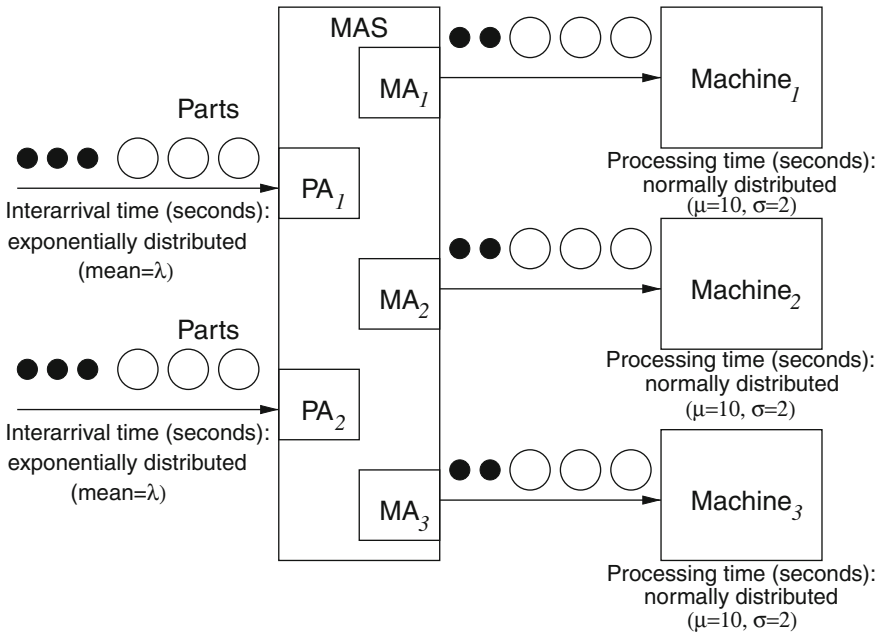 MAS
MA1
Machine1
Processing time (seconds):
normally distributed
(μ=10, σ=2)
Parts
PA1
Interarrival time (seconds):
exponentially distributed
(mean=λ)
MA2
Machine2
Processing time (seconds):
normally distributed
(μ=10, σ=2)
Parts
PA2
Interarrival time (seconds):
exponentially distributed
(mean=λ)
MA3
Machine3
Processing time (seconds):
normally distributed
(μ=10, σ=2)